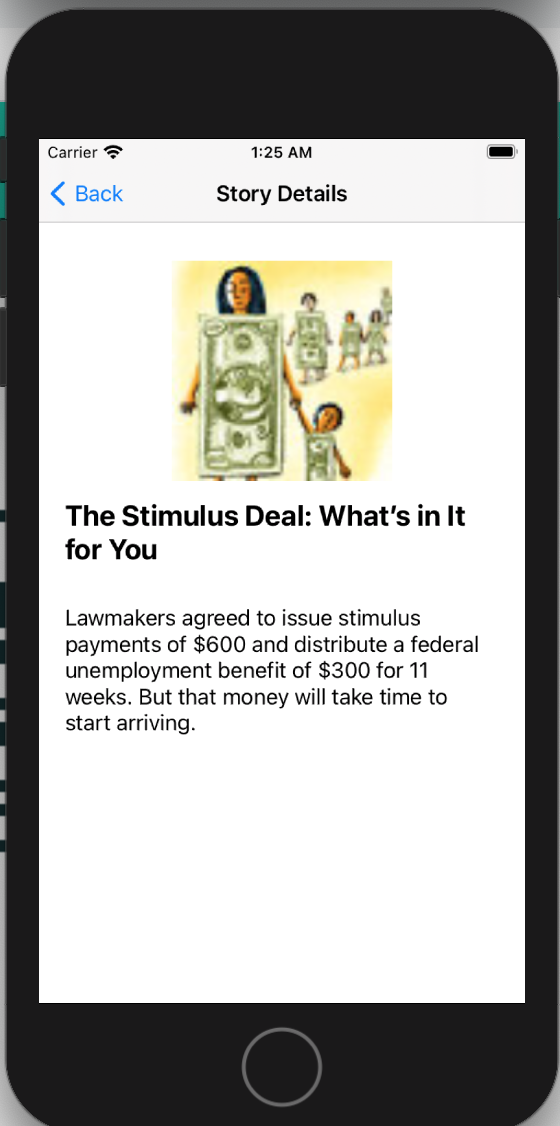 Carrier 1:25 AM
Back Story Details
The Stimulus Deal: What’s in It
for You
Lawmakers agreed to issue stimulus
payments of $600 and distribute a federal
unemployment benefit of $300 for 11
weeks. But that money will take time to
start arriving.